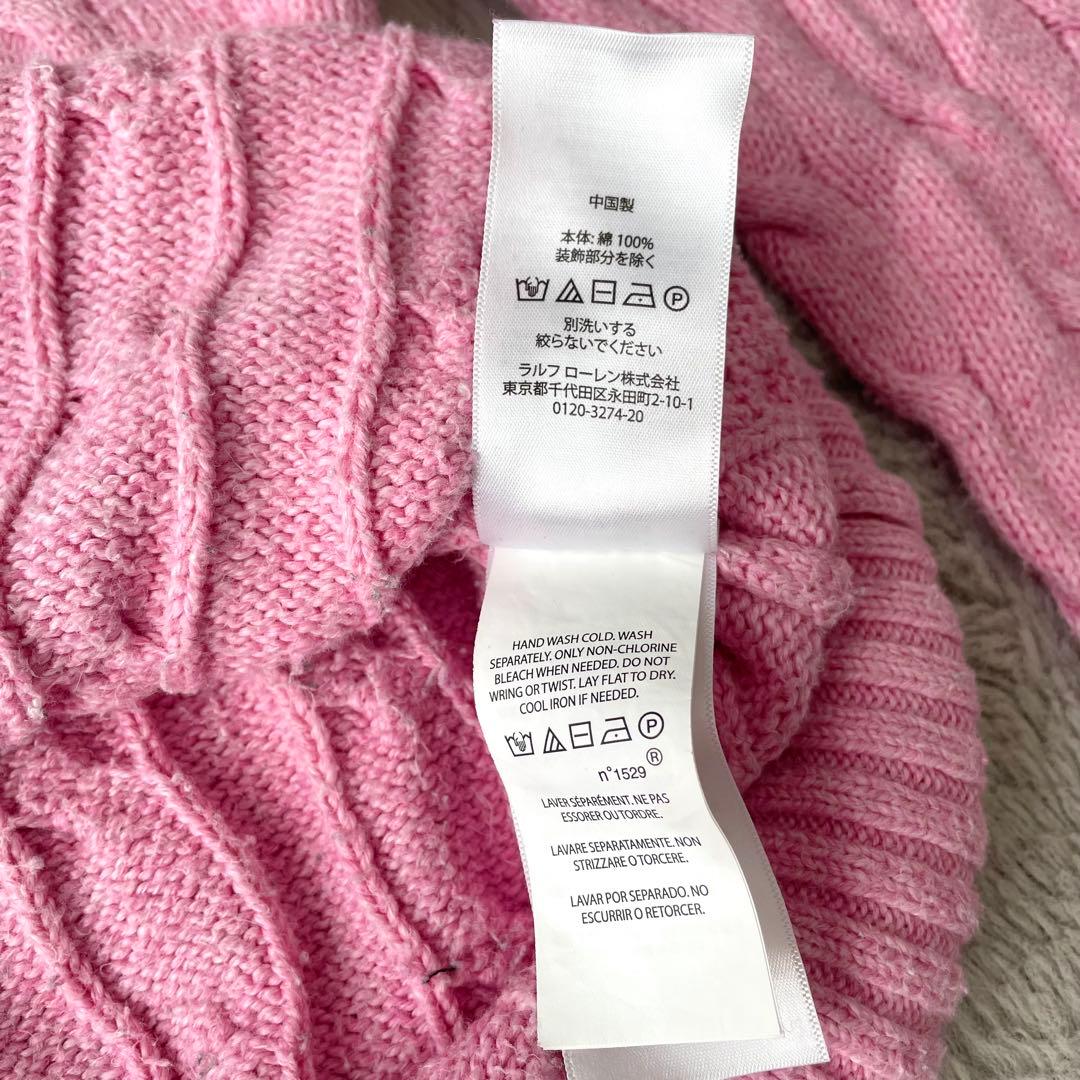 中国製
本体: 綿 100%
装飾部分を除く
P
別洗いする
絞らないでください
ラルフ ローレン株式会社
東京都千代田区永田町2-10-1
0120-3274-20
HAND WASH COLD. WASH
SEPARATELY. ONLY NON-CHLORINE
BLEACH WHEN NEEDED. DO NOT
WRING OR TWIST. LAY FLAT TO DRY.
COOL IRON IF NEEDED.
P
®
n°1529
LAVER SÉPARÉMENT. NE PAS
ESSORER OU TORDRE.
LAVARE SEPARATAMENTE. NON
STRIZZARE O TORCERE.
LAVAR POR SEPARADO. NO
ESCURRIR O RETORCER.